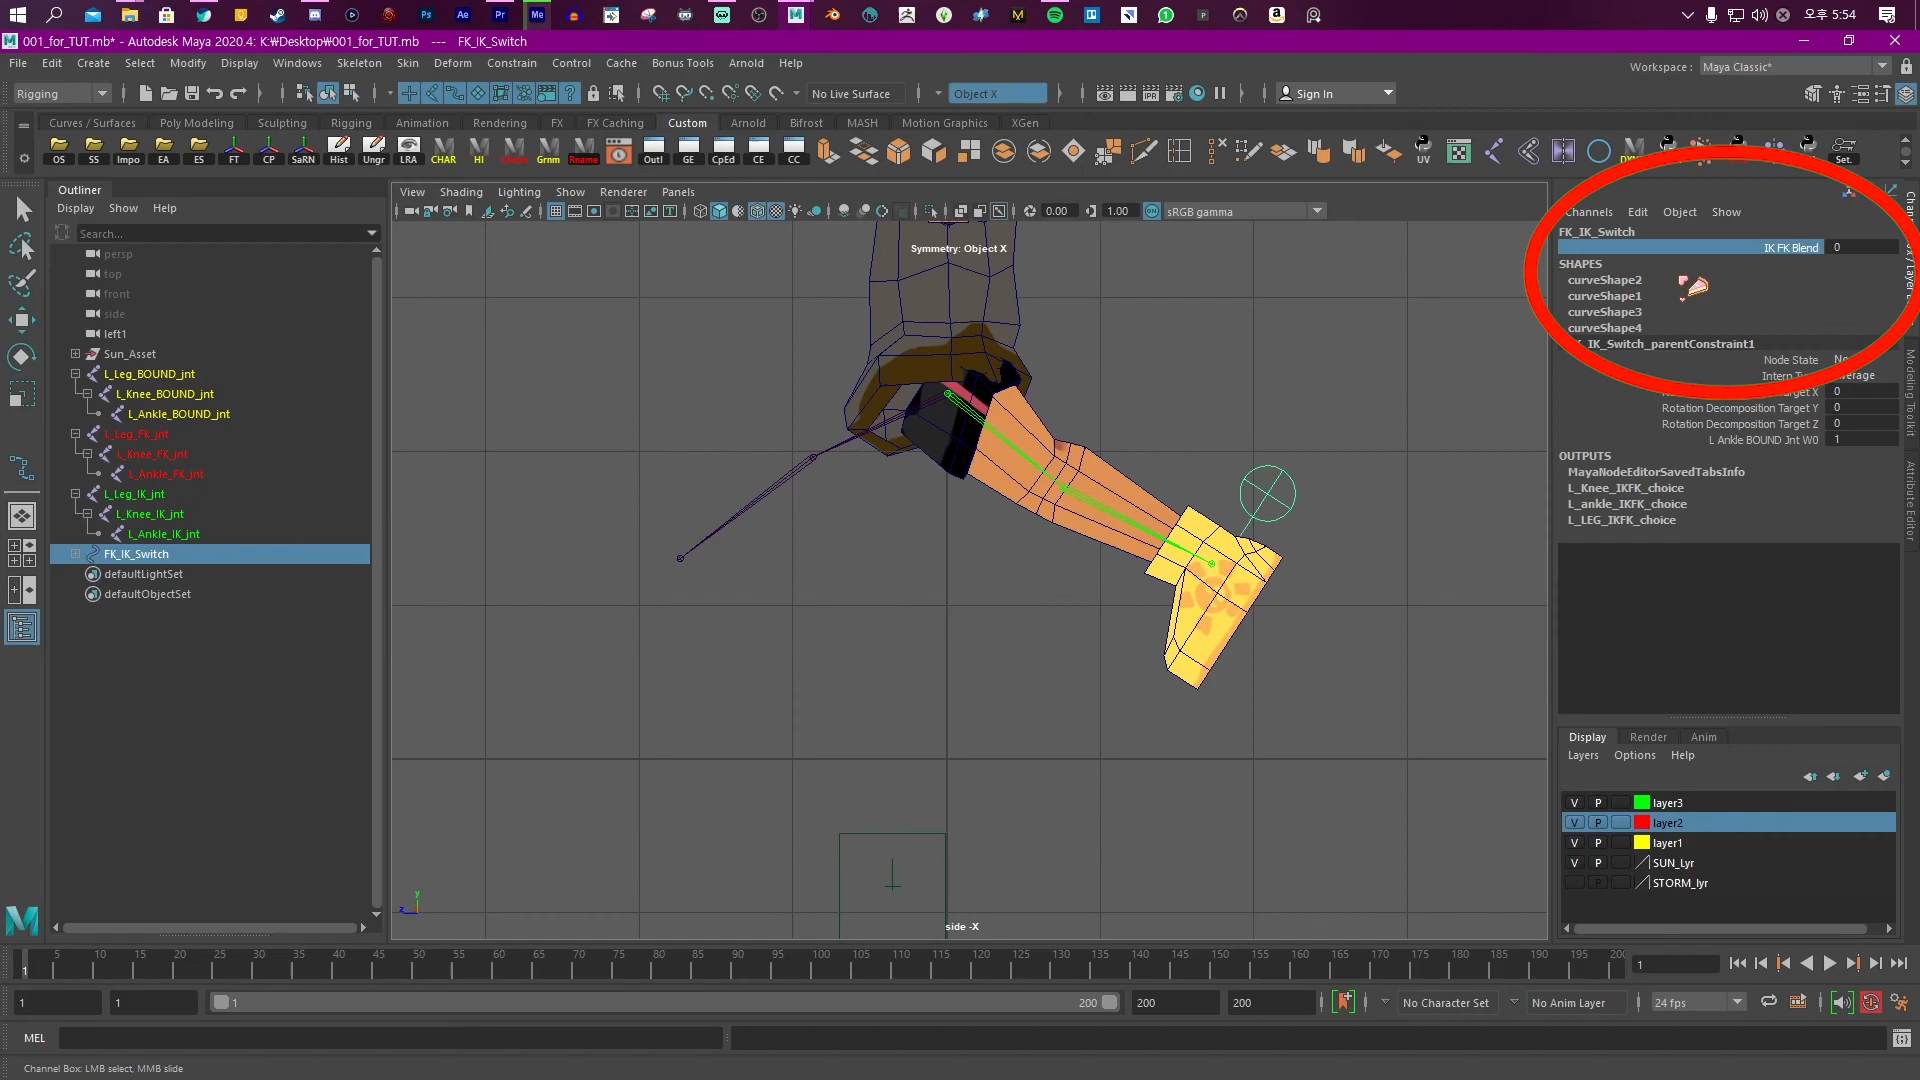 오후 5:54
001_for_TUT.mb* - Autodesk Maya 2020.4: K:₩Desktop₩001_for_TUT.mb --- FK_IK_Switch
File Edit Create Select Modify Display Windows Skeleton Skin Deform Constrain Control Cache Bonus Tools Arnold Help
Workspace : Maya Classic*
Rigging
No Live Surface
Object X
Sign In
Curves / Surfaces Poly Modeling Sculpting Rigging Animation Rendering FX FX Caching Custom Arnold Bifrost MASH Motion Graphics XGen
OS SS Impo EA ES FT CP SaRN Hist Ungr LRA CHAR HI Grnm Rname Outl GE CpEd CE CC UV Set.
Outliner
Display Show Help
Search...
persp
top
front
side
left1
Sun_Asset
L_Leg_BOUND_jnt
L_Knee_BOUND_jnt
L_Ankle_BOUND_jnt
L_Leg_FK_jnt
L_Knee_FK_jnt
L_Ankle_FK_jnt
L_Leg_IK_jnt
L_Knee_IK_jnt
L_Ankle_IK_jnt
FK_IK_Switch
defaultLightSet
defaultObjectSet
View Shading Lighting Show Renderer Panels
0.00 1.00 sRGB gamma
Symmetry: Object X
side -X
y
z
Channels Edit Object Show
FK_IK_Switch
IK FK Blend 0
SHAPES
curveShape2
curveShape1
curveShape3
curveShape4
IK_Switch_parentConstraint1
Node State
0
Rotation Decomposition Target Y 0
Rotation Decomposition Target Z 0
L Ankle BOUND Jnt W0 1
OUTPUTS
MayaNodeEditorSavedTabsInfo
L_Knee_IKFK_choice
L_ankle_IKFK_choice
L_LEG_IKFK_choice
Modeling Toolkit
Attribute Editor
Display Render Anim
Layers Options Help
V P layer3
V P layer2
V P layer1
V P SUN_Lyr
P STORM_lyr
5 10 15 20 25 30 35 40 45 50 55 60 65 70 75 80 85 90 95 100 105 110 115 120 125 130 135 140 145 150 155 160 165 170 175 180 185 190 195 200
1
1
1 1 1 200 200 200 No Character Set No Anim Layer 24 fps
MEL
Channel Box: LMB select, MMB slide